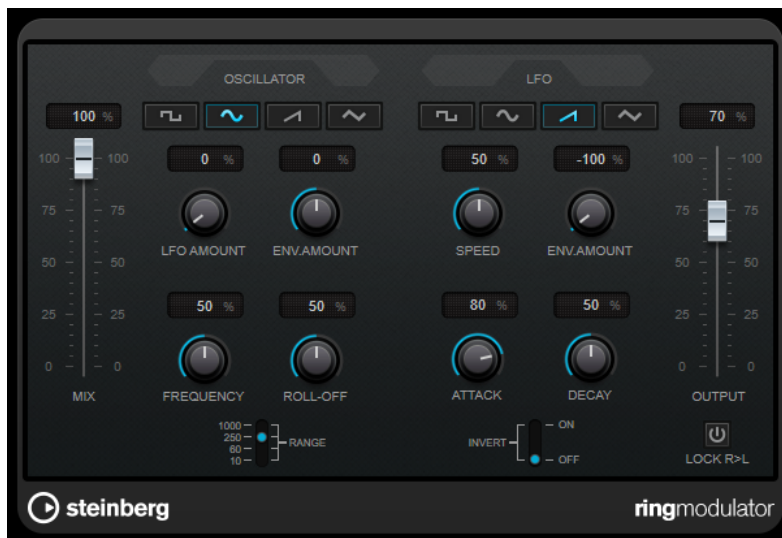 OSCILLATOR LFO
100 % 70 %
0 % 0 % 50 % -100 %
100 100 100 100
75 75 75 75
LFO AMOUNT ENV.AMOUNT SPEED ENV.AMOUNT
50 50 50 50
50 % 50 % 80 % 50 %
25 25 25 25
0 0 0 0
MIX FREQUENCY ROLL-OFF ATTACK DECAY OUTPUT
1000
250
60
10
RANGE
INVERT
ON
OFF
LOCK R>L
steinberg ringmodulator